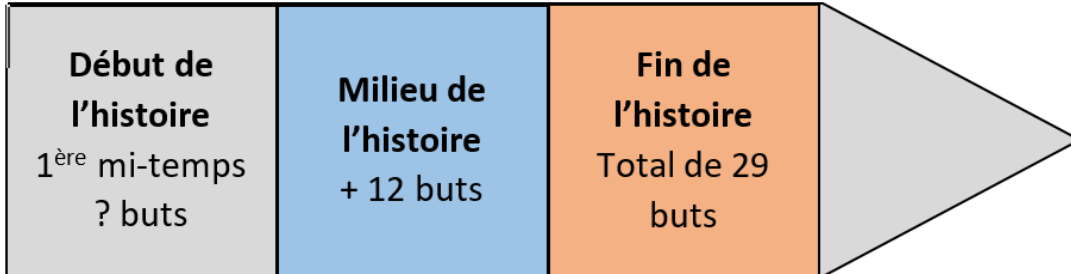 Début de
l’histoire
1ère mi-temps
? buts
Milieu de
l’histoire
+ 12 buts
Fin de
l’histoire
Total de 29
buts